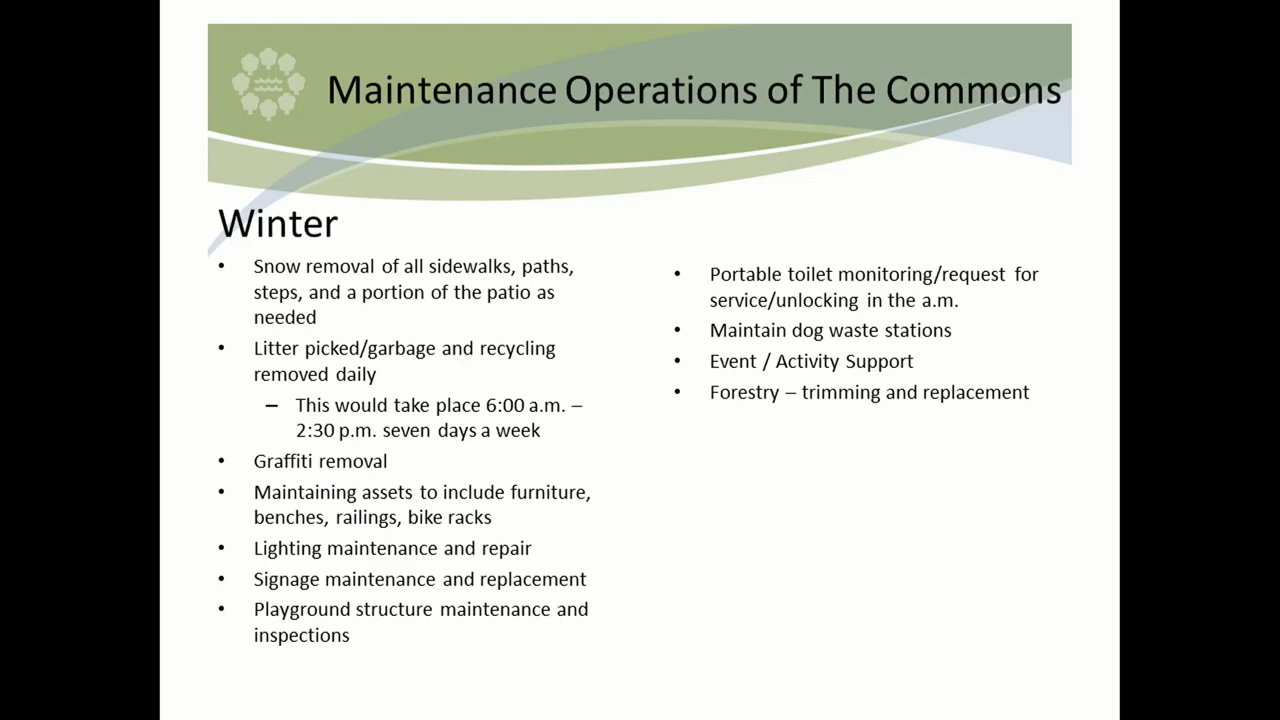 Maintenance Operations of The Commons
Winter
• Snow removal of all sidewalks, paths,
steps, and a portion of the patio as
needed
• Litter picked/garbage and recycling
removed daily
– This would take place 6:00 a.m. –
2:30 p.m. seven days a week
• Graffiti removal
• Maintaining assets to include furniture,
benches, railings, bike racks
• Lighting maintenance and repair
• Signage maintenance and replacement
• Playground structure maintenance and
inspections
• Portable toilet monitoring/request for
service/unlocking in the a.m.
• Maintain dog waste stations
• Event / Activity Support
• Forestry – trimming and replacement